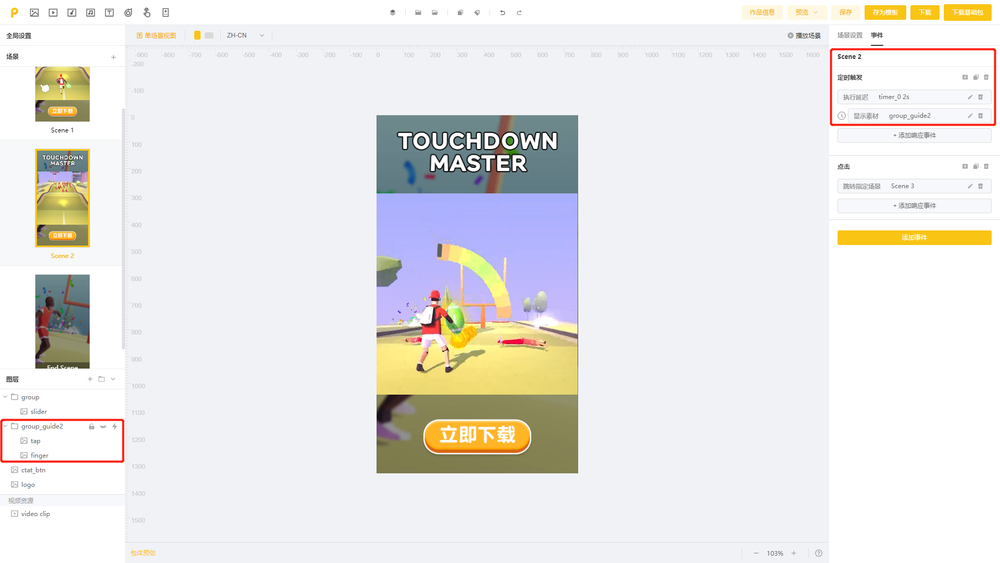 作品信息
预览
保存
存为模板
下载
下载基础包
全局设置
单场景视图
ZH-CN
播放场景
场景设置
事件
场景
-900
-800
-700
-600
-500
-400
-300
-200
-100
0
100
200
300
400
500
600
700
800
900
1000
1100
1200
1300
1400
1500
1600
立即下载
Scene 1
TOUCHDOWN
MASTER
立即下载
Scene 2
End Scene
图层
group
slider
group_guide2
tap
finger
ctat_btn
logo
视频资源
video clip
-200
-100
0
100
200
300
400
500
600
700
800
900
1000
1100
1200
1300
1400
1500
TOUCHDOWN
MASTER
立即下载
103%
Scene 2
定时触发
执行延迟 timer_0 2s
显示素材 group_guide2
+ 添加响应事件
点击
跳转指定场景 Scene 3
+ 添加响应事件
添加事件